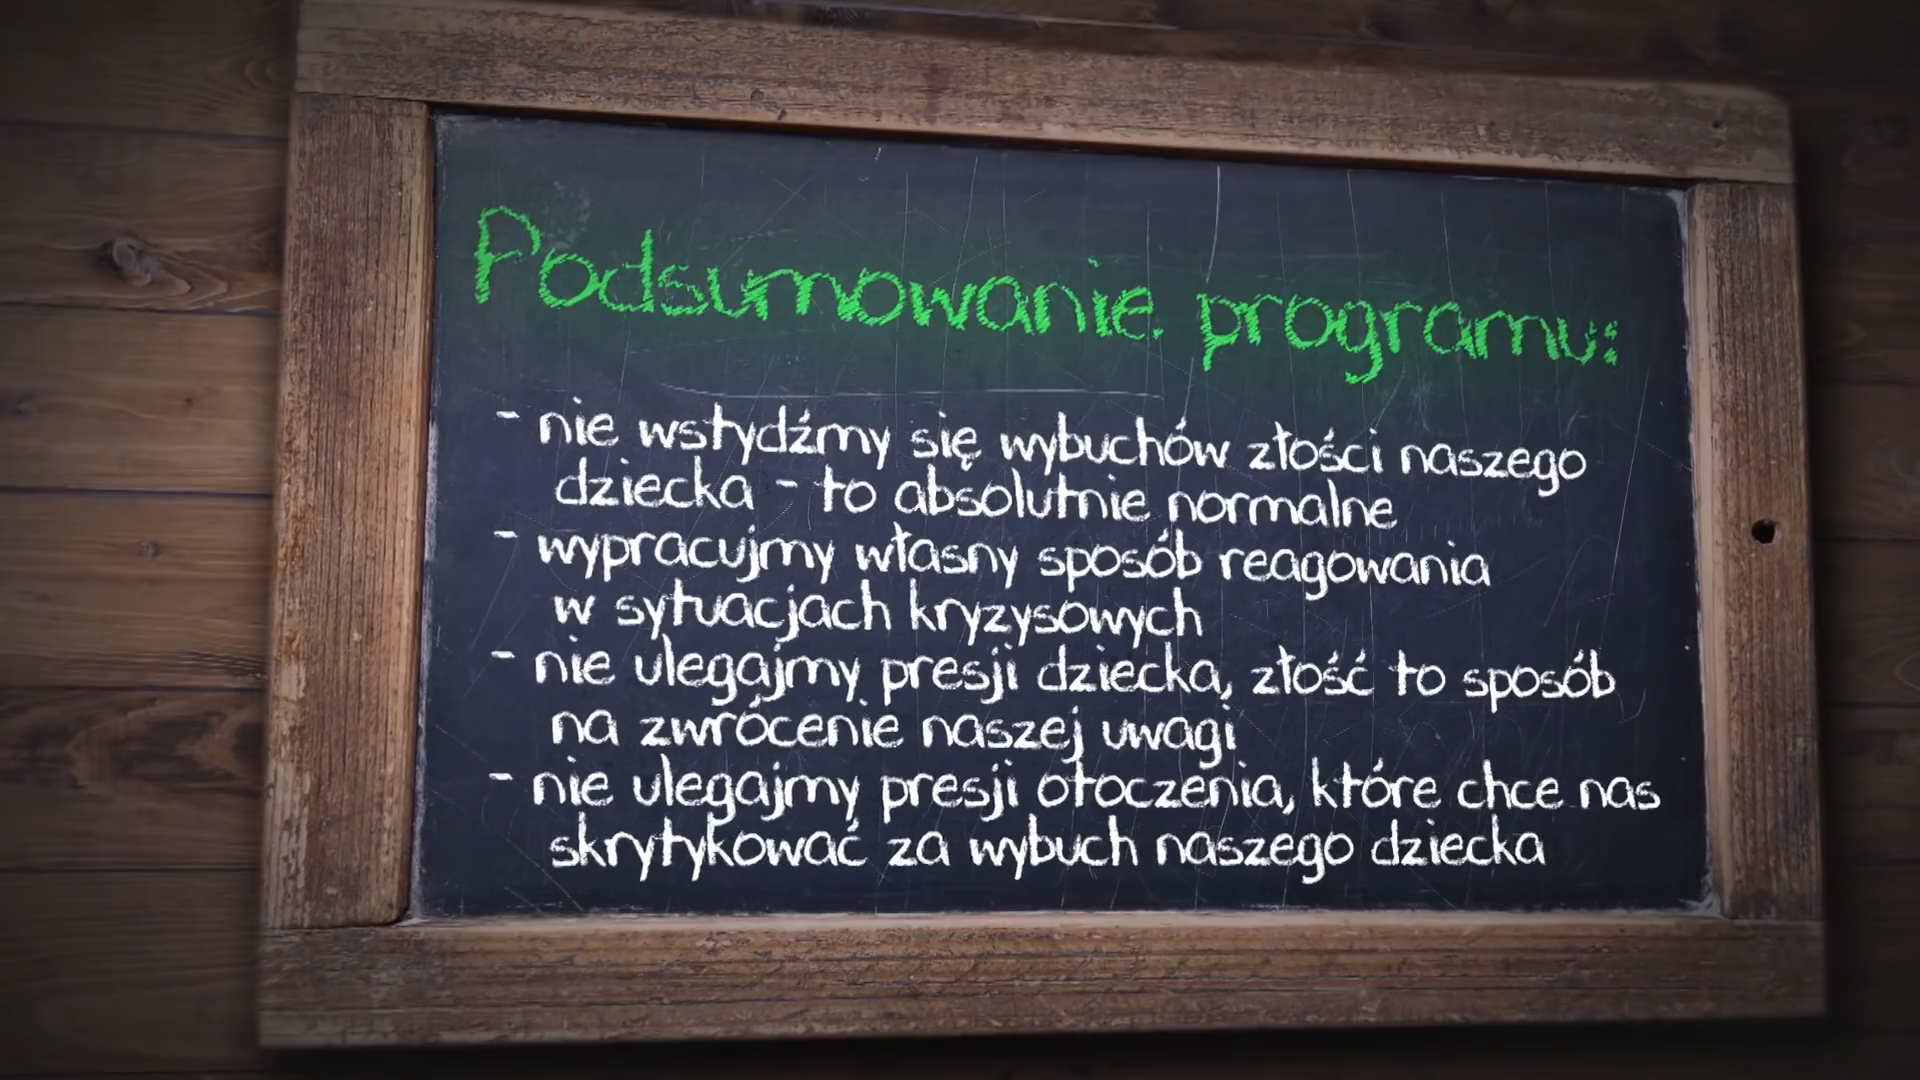 Podsumowanie programu:
- nie wstydźmy się wybuchów złości naszego
dziecka - to absolutnie normalne
- wypracujmy własny sposób reagowania
w sytuacjach kryzysowych
- nie ulegajmy presji dziecka, złość to sposób
na zwrócenie naszej uwagi
- nie ulegajmy presji otoczenia, które chce nas
skrytykować za wybuch naszego dziecka